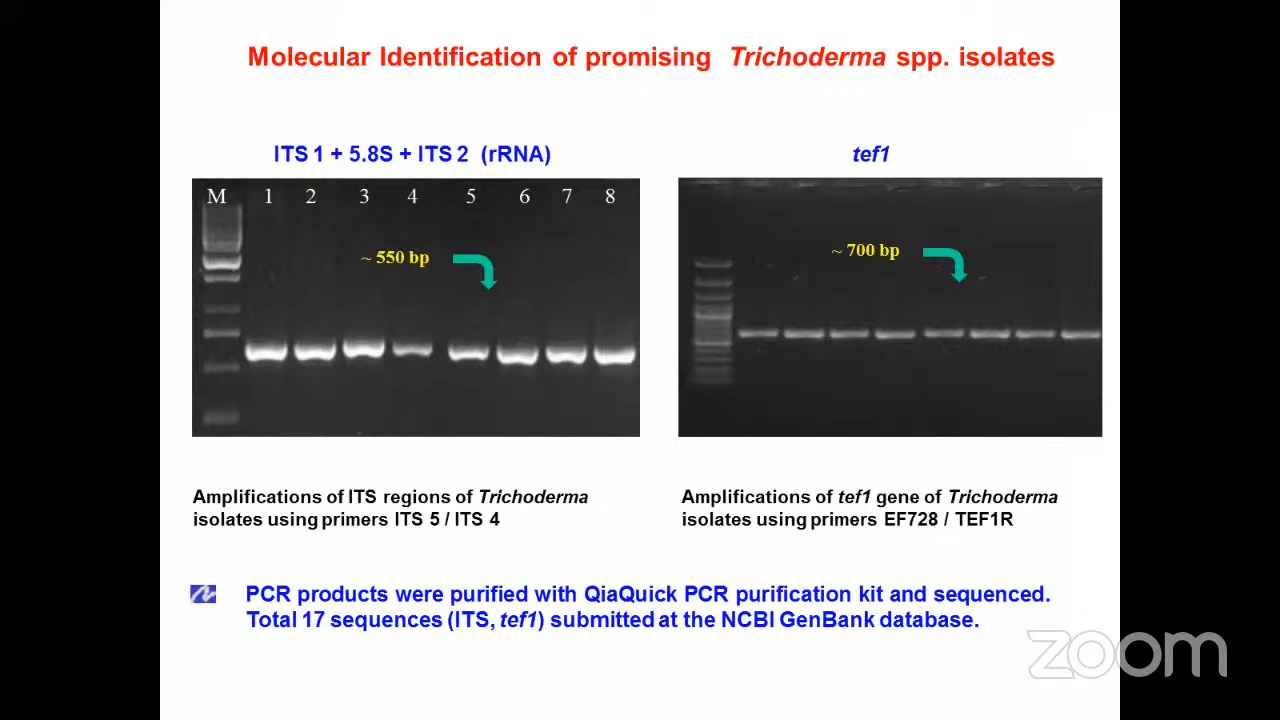 Molecular Identification of promising Trichoderma spp. isolates
ITS 1 + 5.8S + ITS 2 (rRNA)
tef1
M 1 2 3 4 5 6 7 8
~ 550 bp
~ 700 bp
Amplifications of ITS regions of Trichoderma
isolates using primers ITS 5 / ITS 4
Amplifications of tef1 gene of Trichoderma
isolates using primers EF728 / TEF1R
PCR products were purified with QiaQuick PCR purification kit and sequenced.
Total 17 sequences (ITS, tef1) submitted at the NCBI GenBank database.
zoom